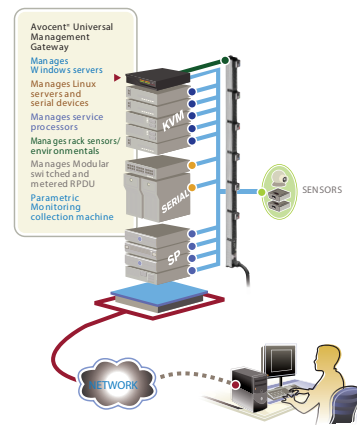 Avocent® Universal
Management
Gateway
Manages
Windows servers
Manages Linux
servers and
serial devices
Manages service
processors
Manages rack sensors/
environmentals
Manages Modular
switched and
metered RPDU
Parametric
Monitoring
collection machine
KVM
SERIAL
SENSORS
SP
NETWORK